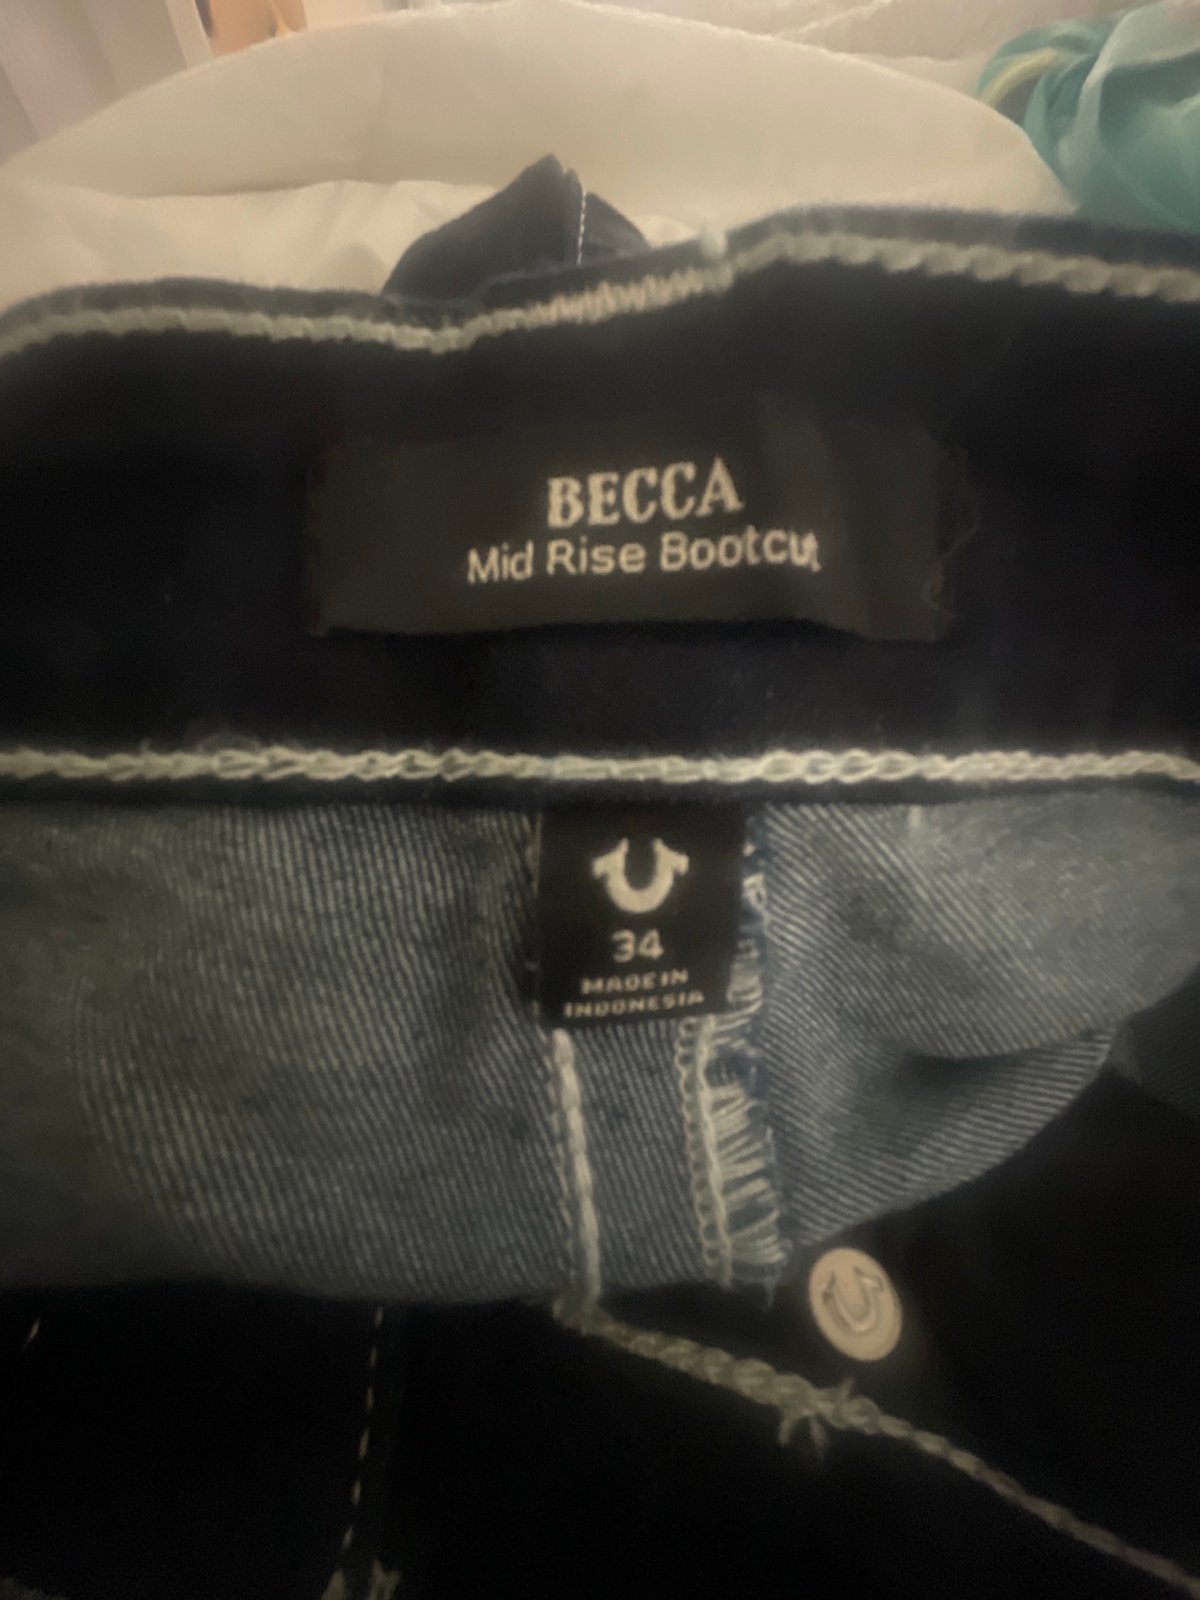 BECCA
Mid Rise Bootcut
34
MADE IN
INDONESIA